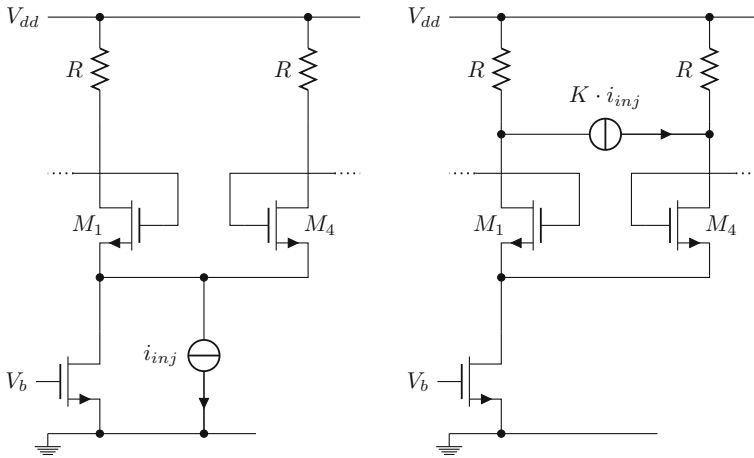 V_dd
R
R
M_1
M_4
i_inj
V_b
V_dd
R
R
K · i_inj
M_1
M_4
V_b